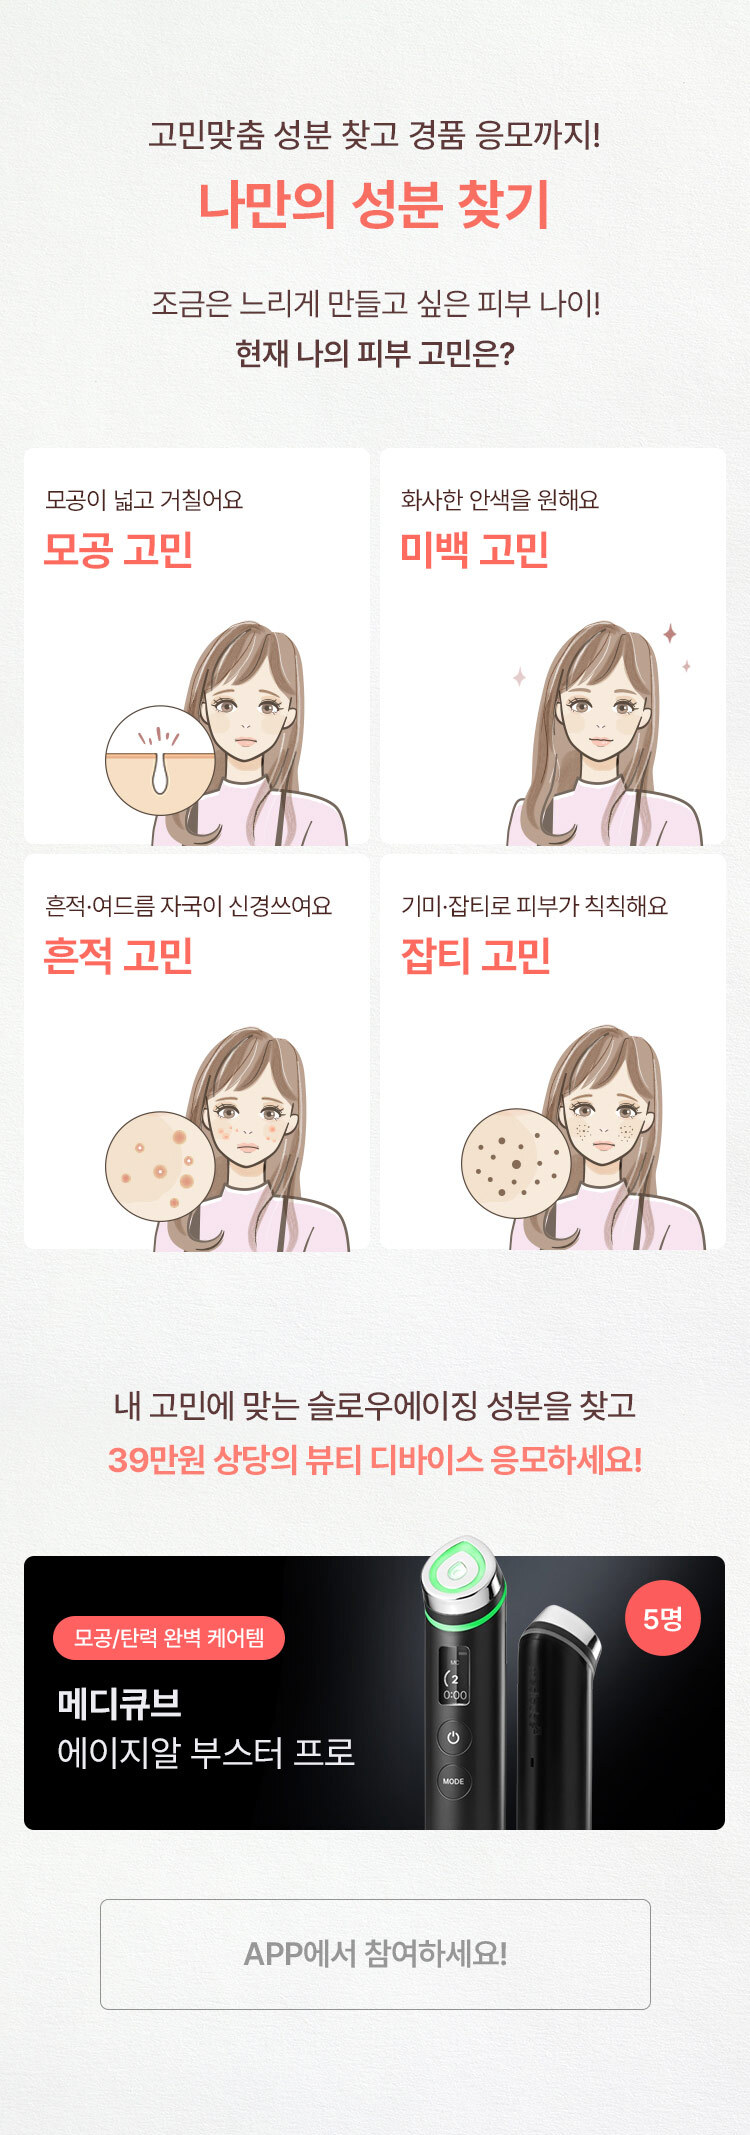 고민맞춤 성분 찾고 경품 응모까지!
나만의 성분 찾기
조금은 느리게 만들고 싶은 피부 나이!
현재 나의 피부 고민은?
모공이 넓고 거칠어요
모공 고민
화사한 안색을 원해요
미백 고민
흔적·여드름 자국이 신경쓰여요
흔적 고민
기미·잡티로 피부가 칙칙해요
잡티 고민
내 고민에 맞는 슬로우에이징 성분을 찾고
39만원 상당의 뷰티 디바이스 응모하세요!
5명
모공/탄력 완벽 케어템
메디큐브
에이지알 부스터 프로
MC
2
0:00
MODE
APP에서 참여하세요!